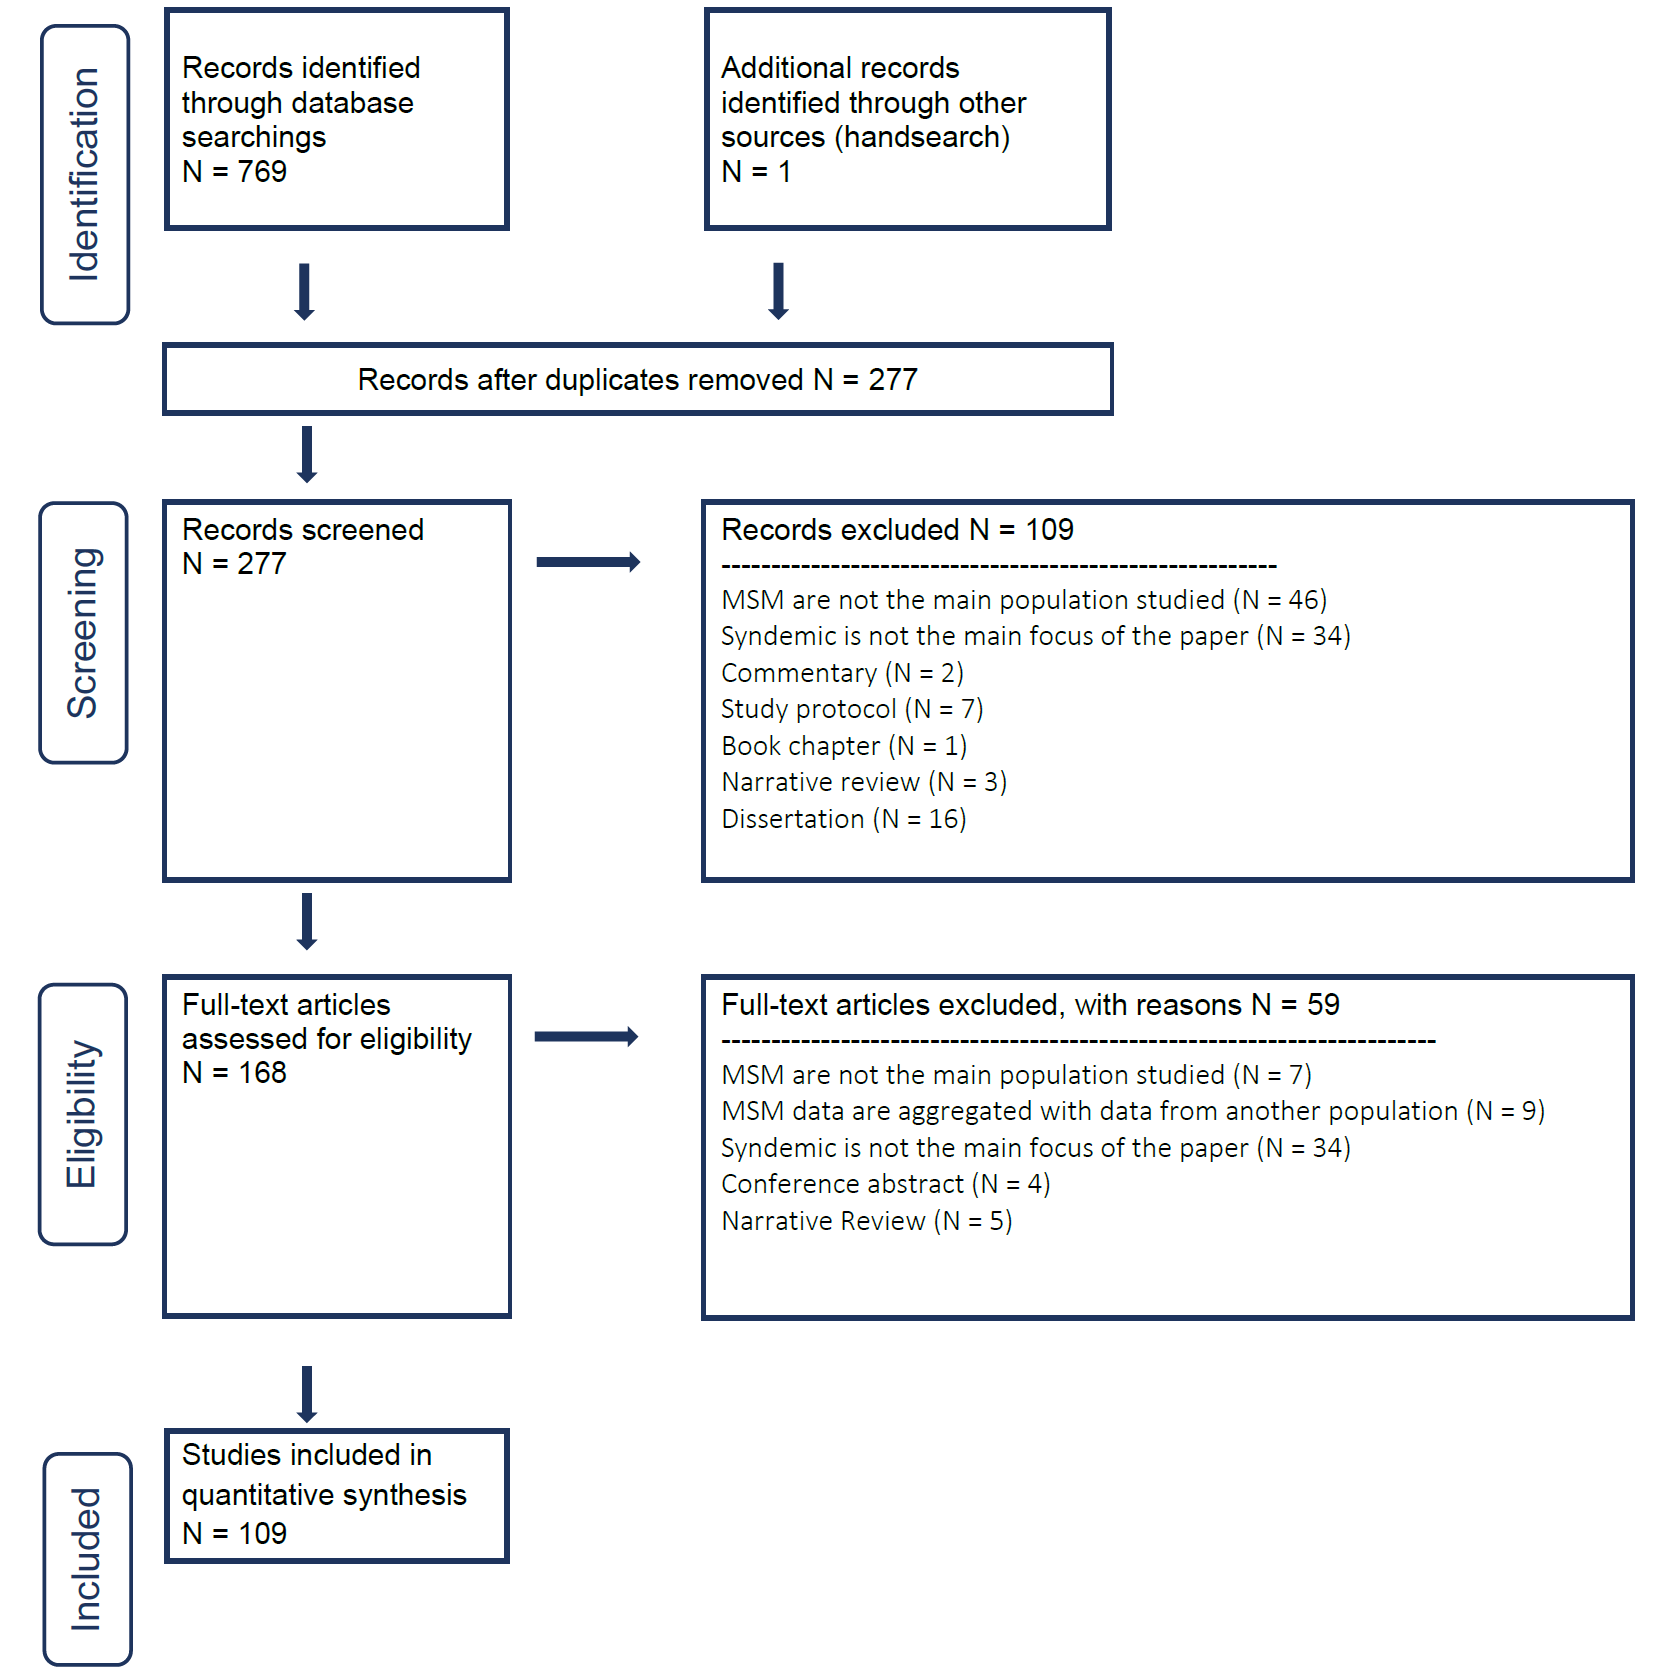 Identification
Records identified
through database
searchings
N = 769
Additional records
identified through other
sources (handsearch)
N = 1
Records after duplicates removed N = 277
Screening
Records screened
N = 277
Records excluded N = 109
--------------------------------------------------------
MSM are not the main population studied (N = 46)
Syndemic is not the main focus of the paper (N = 34)
Commentary (N = 2)
Study protocol (N = 7)
Book chapter (N = 1)
Narrative review (N = 3)
Dissertation (N = 16)
Eligibility
Full-text articles
assessed for eligibility
N = 168
Full-text articles excluded, with reasons N = 59
------------------------------------------------------------------------
MSM are not the main population studied (N = 7)
MSM data are aggregated with data from another population (N = 9)
Syndemic is not the main focus of the paper (N = 34)
Conference abstract (N = 4)
Narrative Review (N = 5)
Included
Studies included in
quantitative synthesis
N = 109